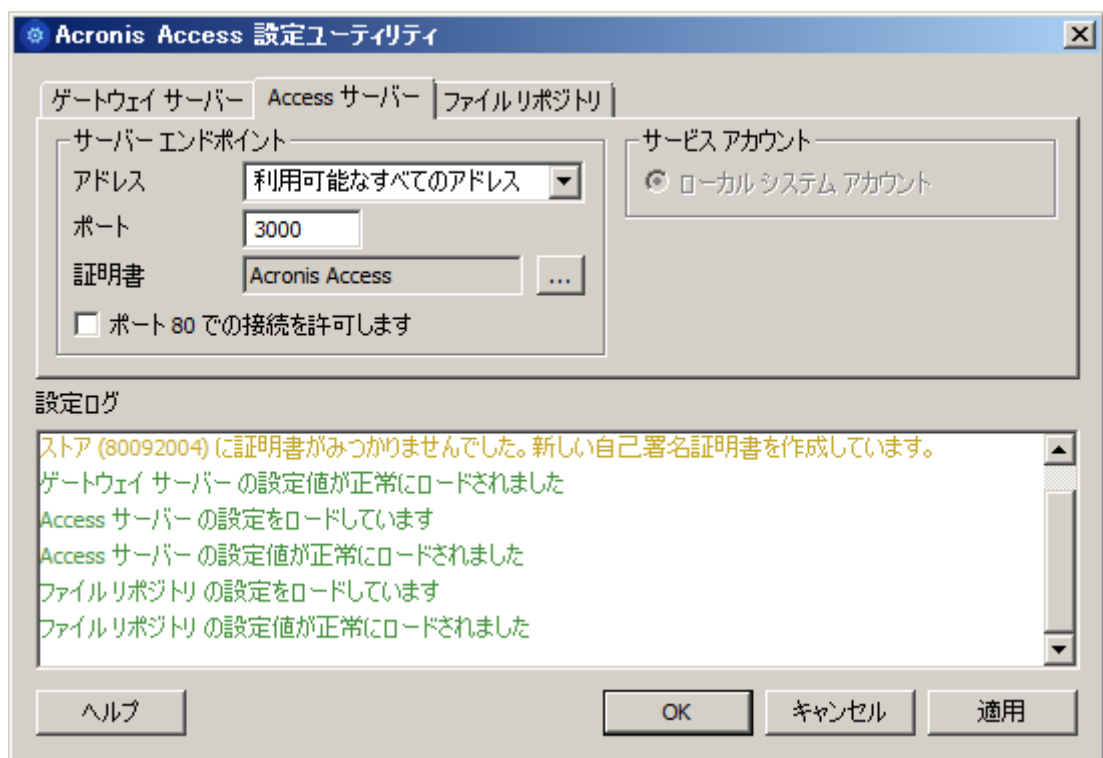 Acronis Access 設定ユーティリティ
ゲートウェイ サーバー Access サーバー ファイル リポジトリ
サーバー エンドポイント
アドレス 利用可能なすべてのアドレス
ポート 3000
証明書 Acronis Access ...
ポート 80 での接続を許可します
サービス アカウント
ローカル システム アカウント
設定ログ
ストア (80092004) に証明書がみつかりませんでした。新しい自己署名証明書を作成しています。
ゲートウェイ サーバー の設定値が正常にロードされました
Access サーバー の設定をロードしています
Access サーバー の設定値が正常にロードされました
ファイル リポジトリ の設定をロードしています
ファイル リポジトリ の設定値が正常にロードされました
ヘルプ OK キャンセル 適用